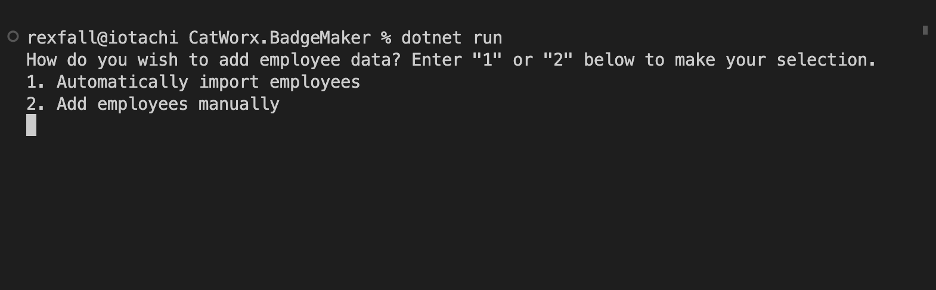 rexfall@iotachi CatWorx.BadgeMaker % dotnet run
How do you wish to add employee data? Enter "1" or "2" below to make your selection.
1. Automatically import employees
2. Add employees manually